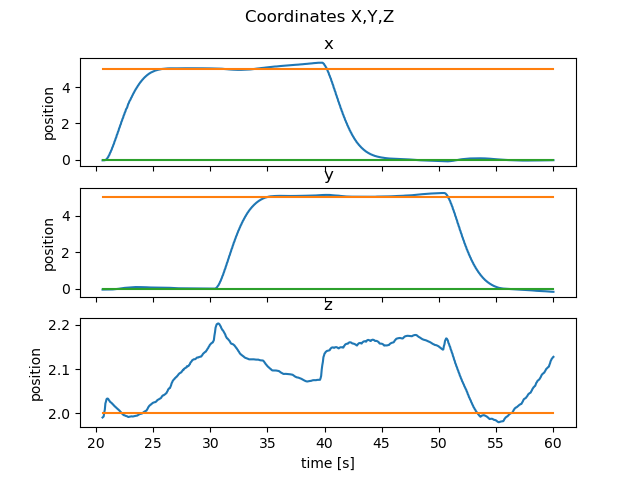 Coordinates X,Y,Z
x
position
4
2
0
y
position
4
2
0
z
position
2.2
2.1
2.0
20 25 30 35 40 45 50 55 60
time [s]